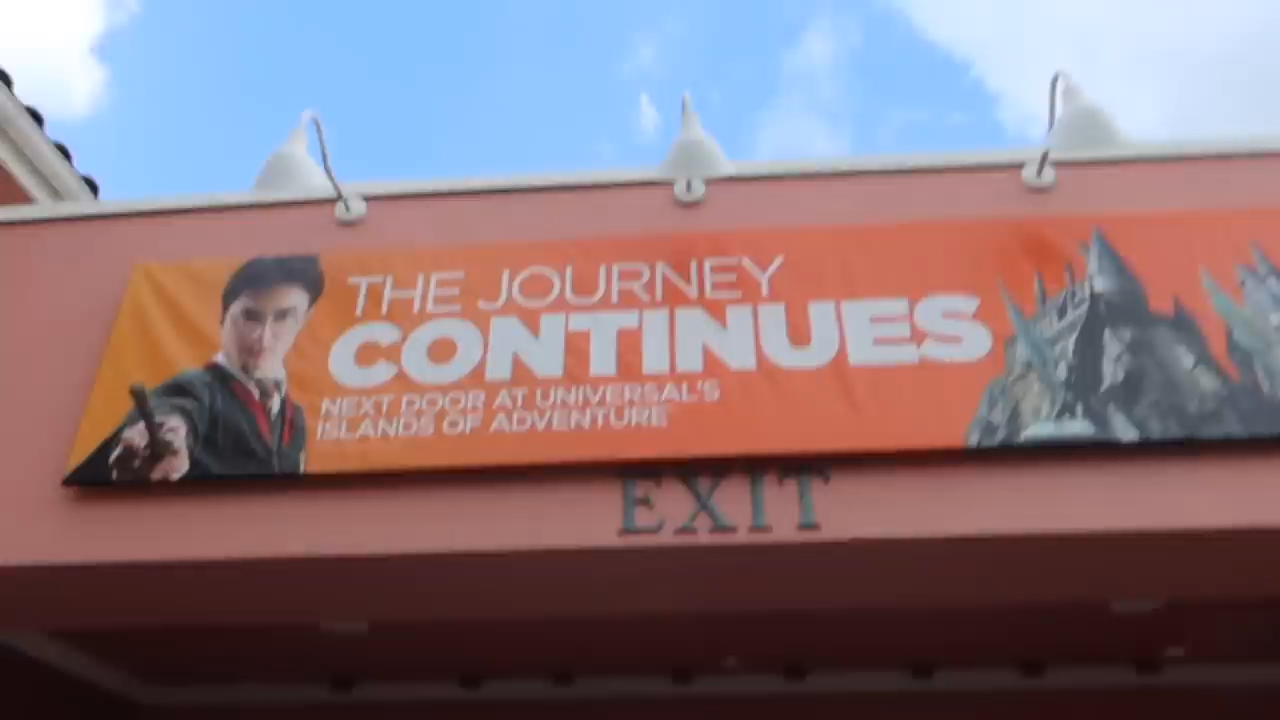 THE JOURNEY
CONTINUES
NEXT DOOR AT UNIVERSAL'S
ISLANDS OF ADVENTURE
EXIT